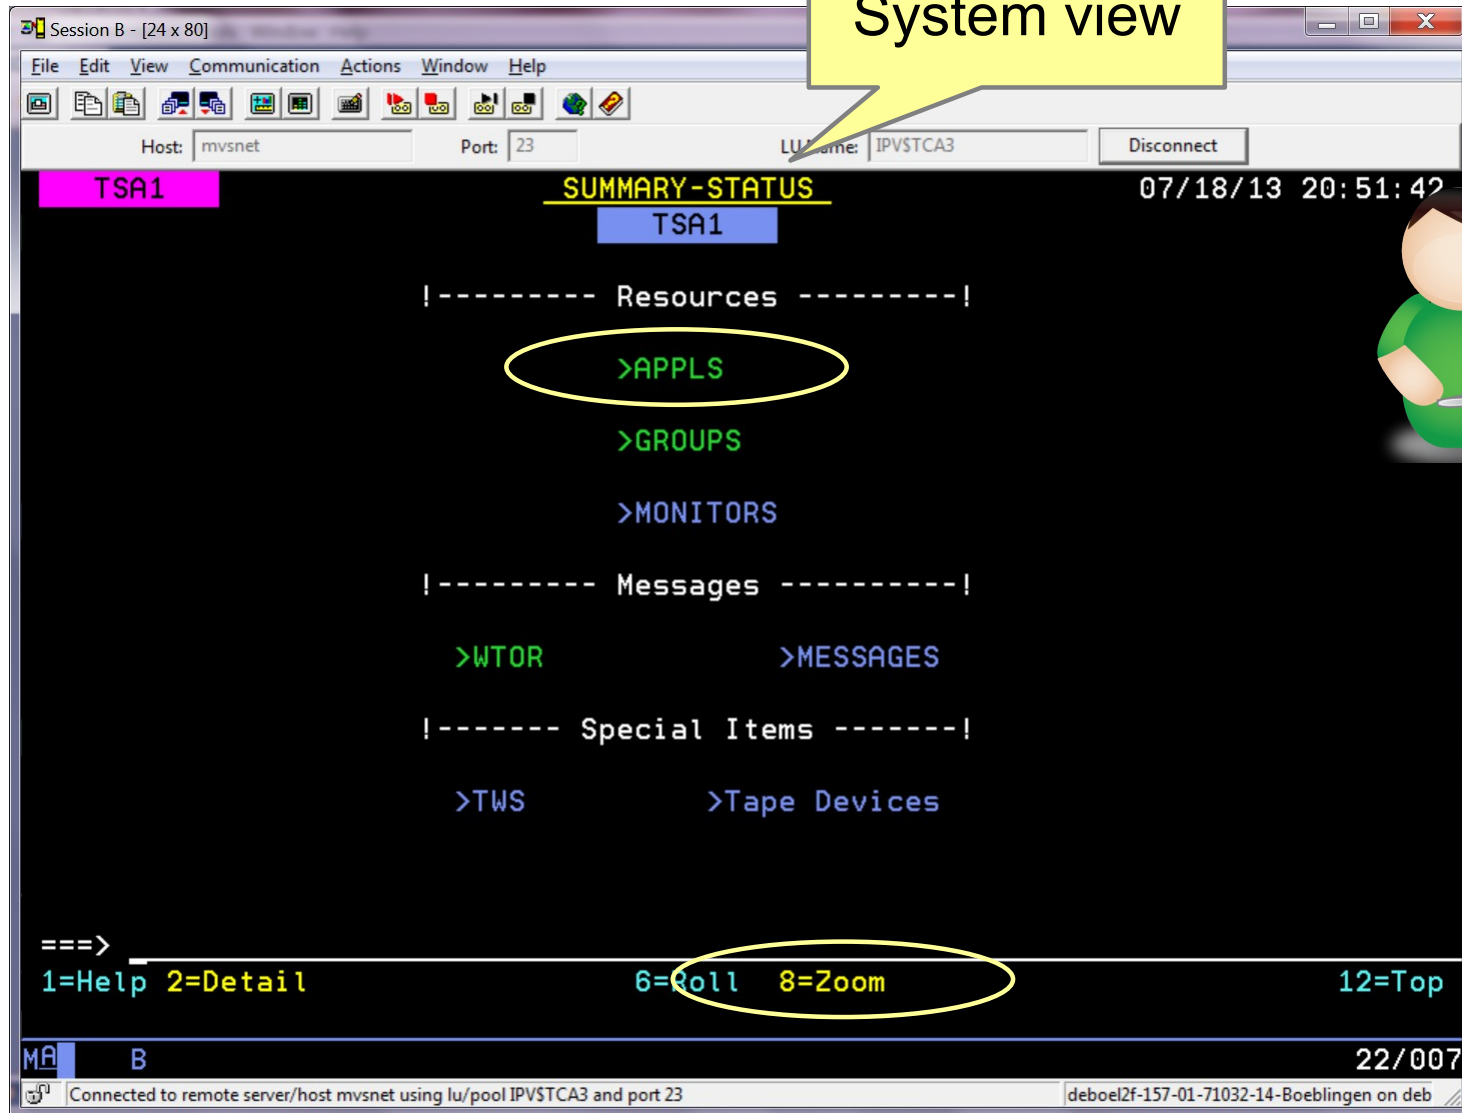 System view
Session B - [24 x 80]
File Edit View Communication Actions Window Help
Host: mvsnet Port: 23 LU Name: IPV$TCA3 Disconnect
TSA1 SUMMARY-STATUS 07/18/13 20:51:42
TSA1
!--------- Resources ---------!
>APPLS
>GROUPS
>MONITORS
!--------- Messages ----------!
>WTOR >MESSAGES
!------- Special Items -------!
>TWS >Tape Devices
===>
1=Help 2=Detail 6=Roll 8=Zoom 12=Top
MA B 22/007
Connected to remote server/host mvsnet using lu/pool IPV$TCA3 and port 23 deboel2f-157-01-71032-14-Boeblingen on deb